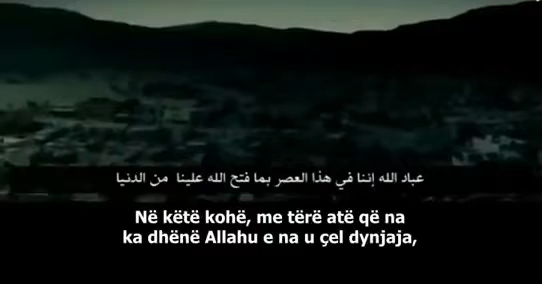 عباد الله إننا في هذا العصر بما فتح الله علينا من الدنيا
Në këtë kohë, me tërë atë që na
ka dhënë Allahu e na u çel dynjaja,